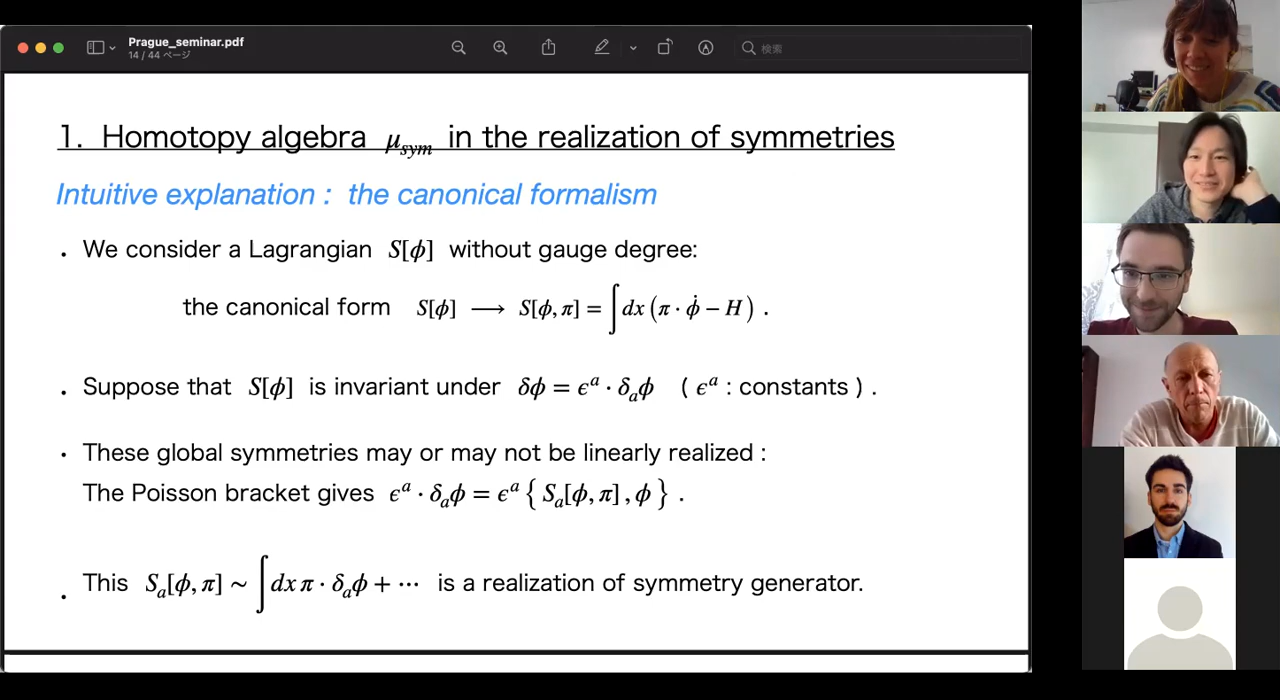 Prague_seminar.pdf
14 / 44 ページ
検索
1. Homotopy algebra μ_sym in the realization of symmetries
Intuitive explanation : the canonical formalism
. We consider a Lagrangian S[ϕ] without gauge degree:
the canonical form S[ϕ] ⟶ S[ϕ, π] = ∫ dx (π · ϕ̇ − H) .
. Suppose that S[ϕ] is invariant under δϕ = ϵ^a · δ_aϕ ( ϵ^a : constants ) .
· These global symmetries may or may not be linearly realized :
The Poisson bracket gives ϵ^a · δ_aϕ = ϵ^a { S_a[ϕ, π] , ϕ } .
. This S_a[ϕ, π] ~ ∫ dx π · δ_aϕ + ⋯ is a realization of symmetry generator.